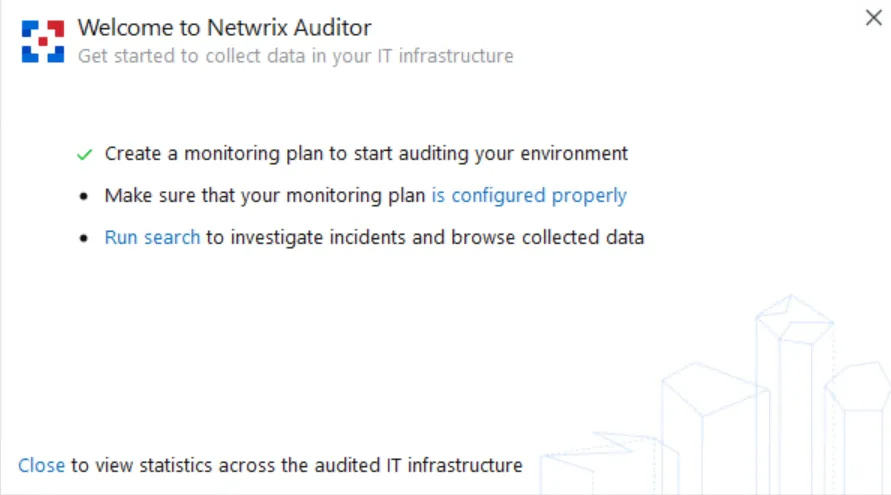 Welcome to Netwrix Auditor
Get started to collect data in your IT infrastructure
Create a monitoring plan to start auditing your environment
Make sure that your monitoring plan is configured properly
Run search to investigate incidents and browse collected data
Close to view statistics across the audited IT infrastructure